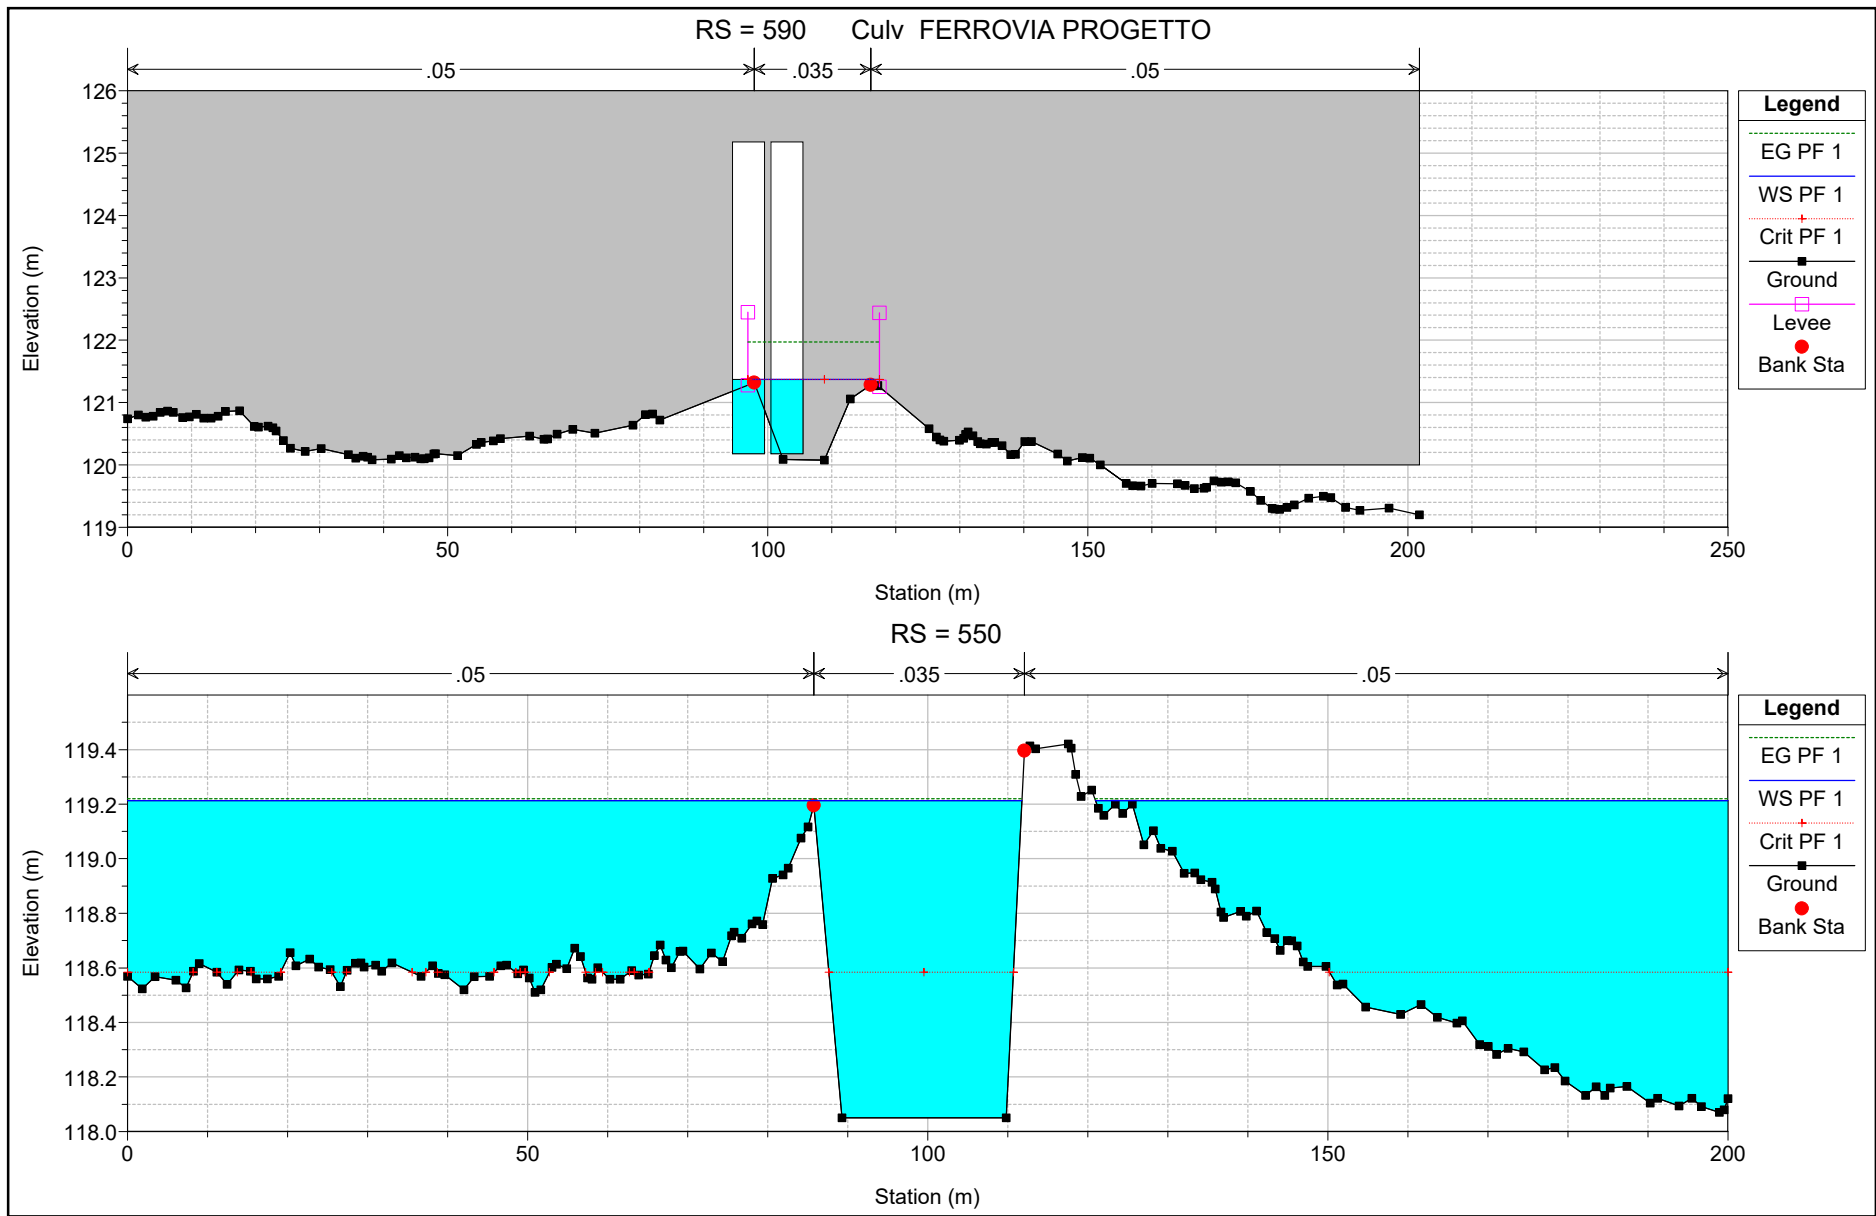 RS = 590 Culv FERROVIA PROGETTO
.05 .035 .05
126
125
124
123
122
121
120
119
Elevation (m)
0 50 100 150 200 250
Station (m)
Legend
EG PF 1
WS PF 1
Crit PF 1
Ground
Levee
Bank Sta
RS = 550
.05 .035 .05
119.4
119.2
119.0
118.8
118.6
118.4
118.2
118.0
Elevation (m)
0 50 100 150 200
Station (m)
Legend
EG PF 1
WS PF 1
Crit PF 1
Ground
Bank Sta